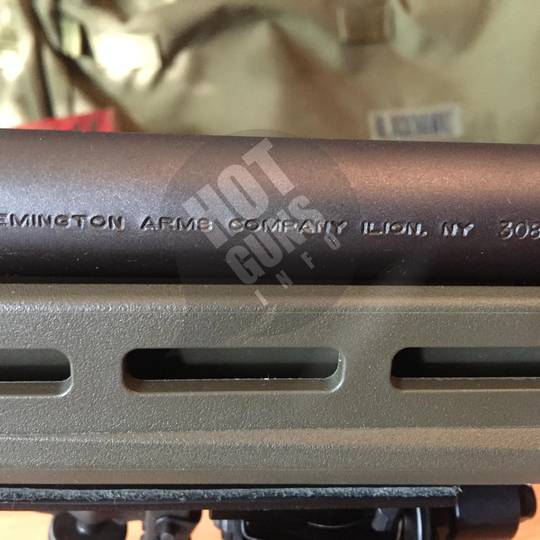 EMINGTON ARMS COMPANY ILION, NY 308
HOT
GUNS
INFO